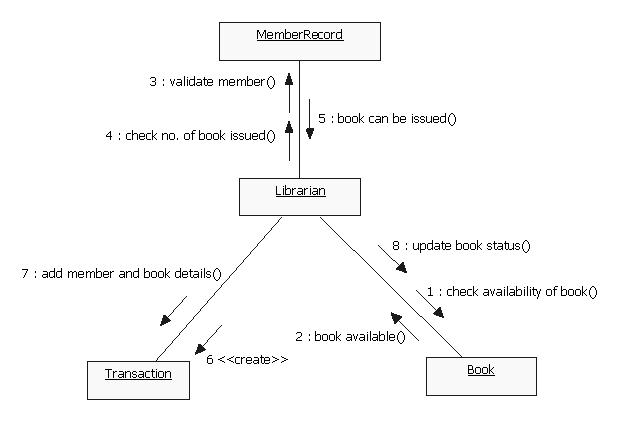 MemberRecord
3 : validate member()
5 : book can be issued()
4 : check no. of book issued()
Librarian
8 : update book status()
7 : add member and book details()
1 : check availability of book()
2 : book available()
6 <<create>>
Transaction
Book